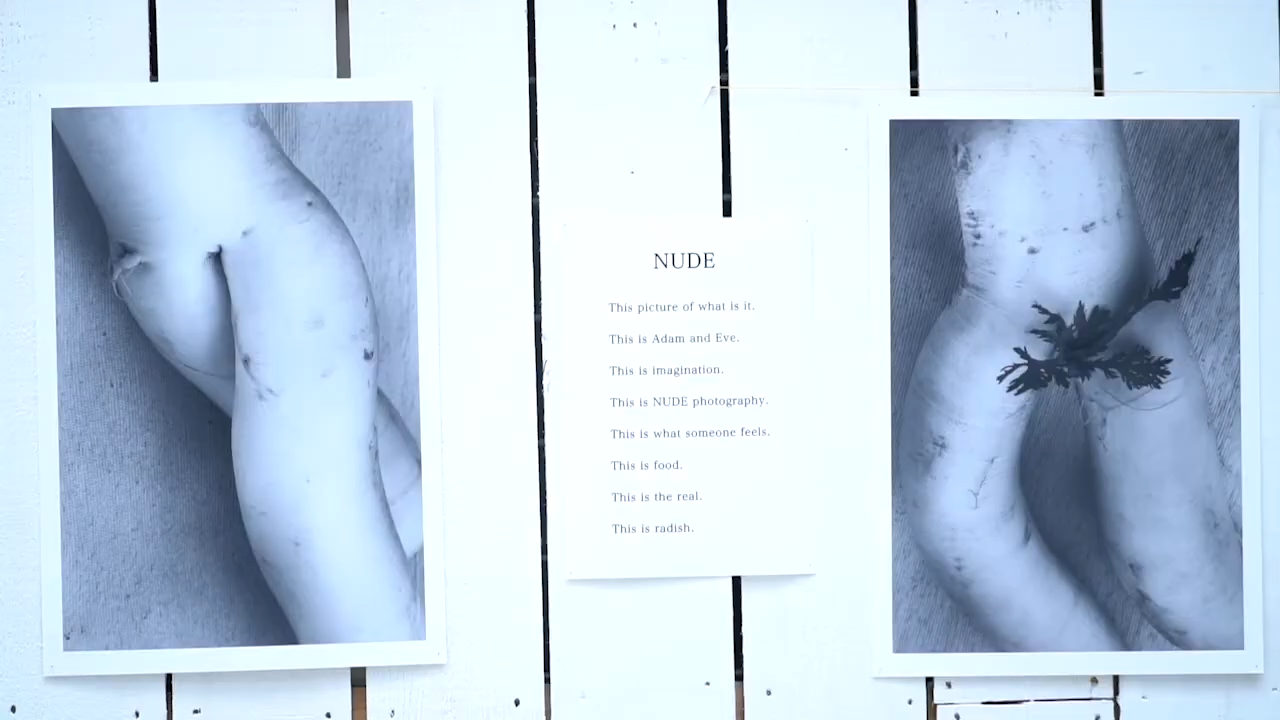 NUDE
This picture of what is it.
This is Adam and Eve.
This is imagination.
This is NUDE photography.
This is what someone feels.
This is food.
This is the real.
This is radish.